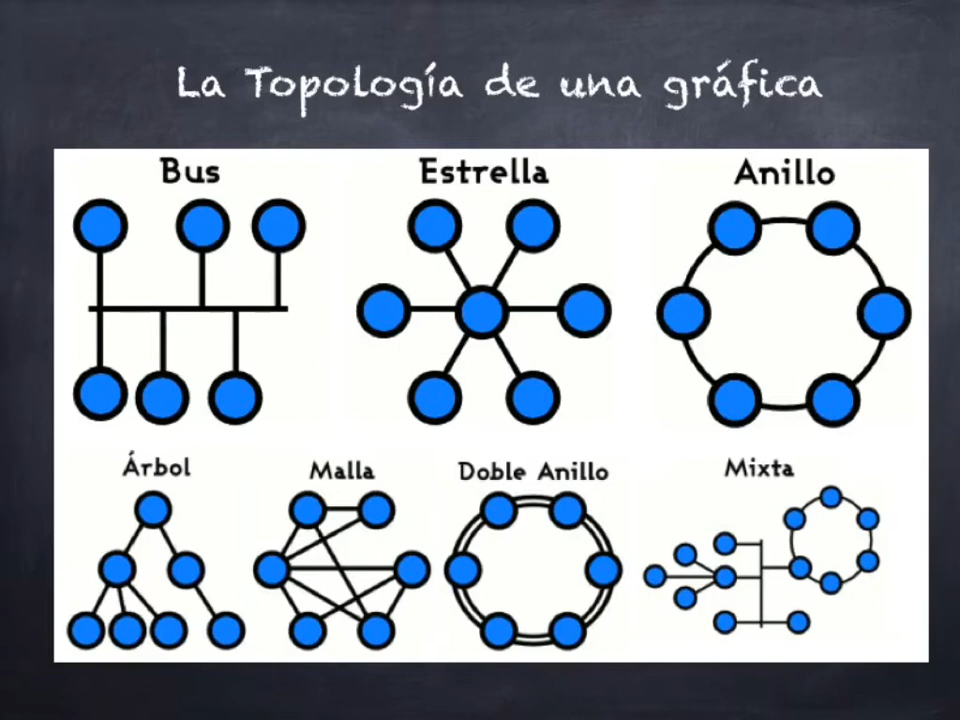 La Topología de una gráfica
Bus
Estrella
Anillo
Árbol
Malla
Doble Anillo
Mixta